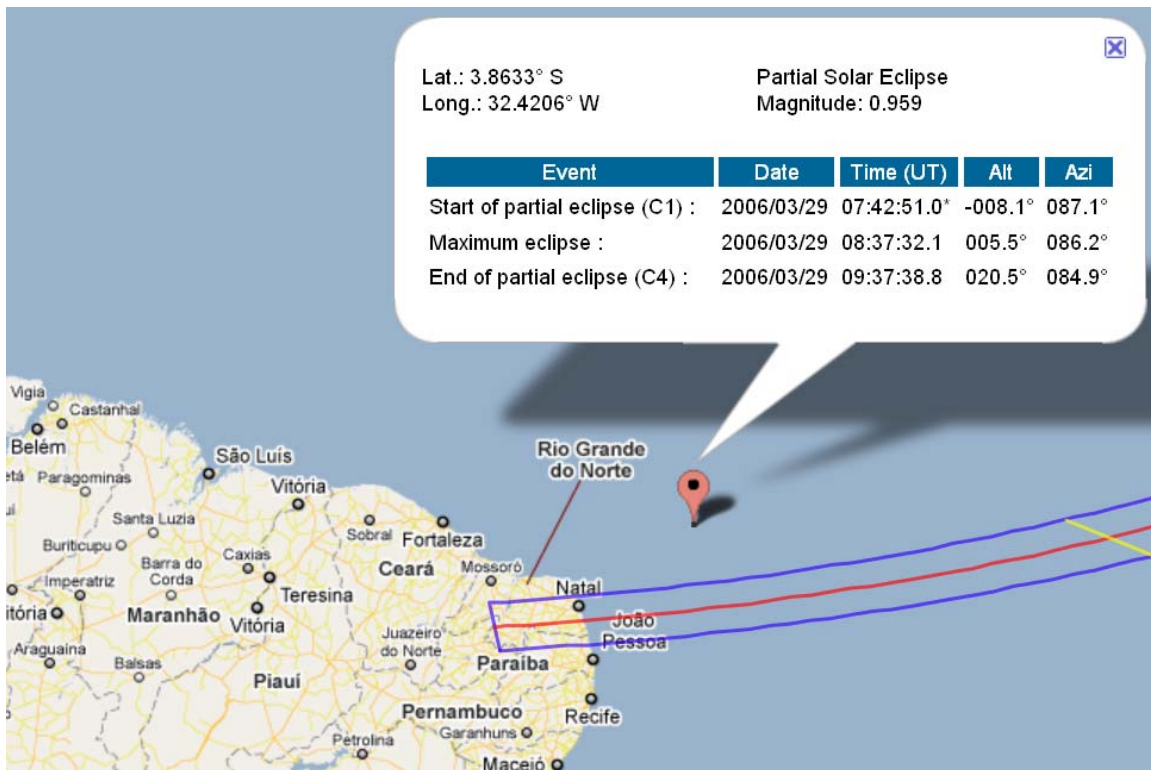 Lat.: 3.8633° S
Long.: 32.4206° W
Partial Solar Eclipse
Magnitude: 0.959
Event Date Time (UT) Alt Azi
Start of partial eclipse (C1) : 2006/03/29 07:42:51.0* -008.1° 087.1°
Maximum eclipse : 2006/03/29 08:37:32.1 005.5° 086.2°
End of partial eclipse (C4) : 2006/03/29 09:37:38.8 020.5° 084.9°
Vigia
Castanhal
Belém
São Luís
Rio Grande
do Norte
Paragominas
Vitória
Santa Luzia
Sobral
Fortaleza
Buriticupu
Barra do
Corda
Caxias
Ceará
Mossoró
Imperatriz
Teresina
Natal
Maranhão
Vitória
João
Pessoa
Juazeiro
do Norte
Araguaina
Balsas
Paraíba
Piauí
Pernambuco
Recife
Garanhuns
Petrolina
Maceió